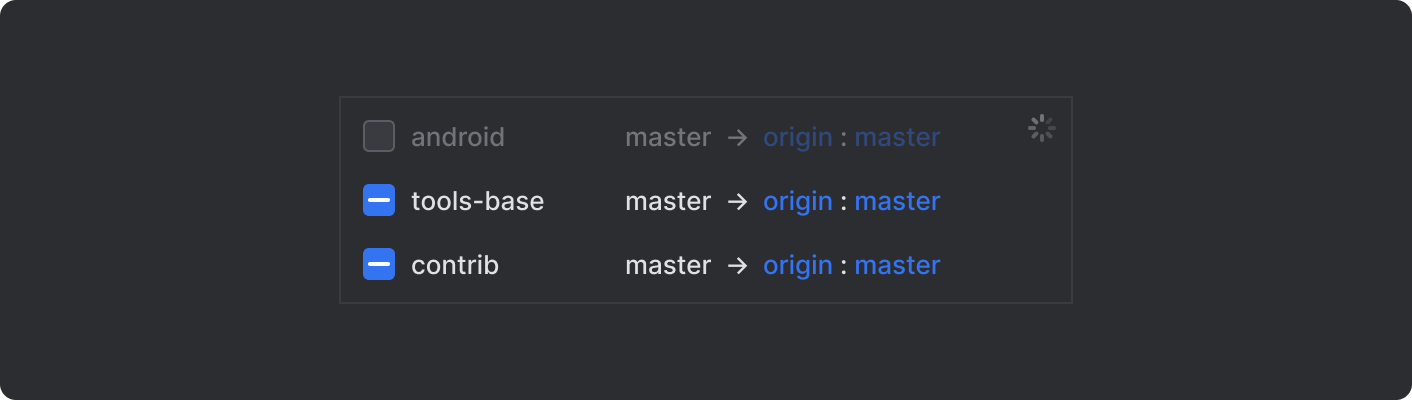 android master → origin : master
tools-base master → origin : master
contrib master → origin : master